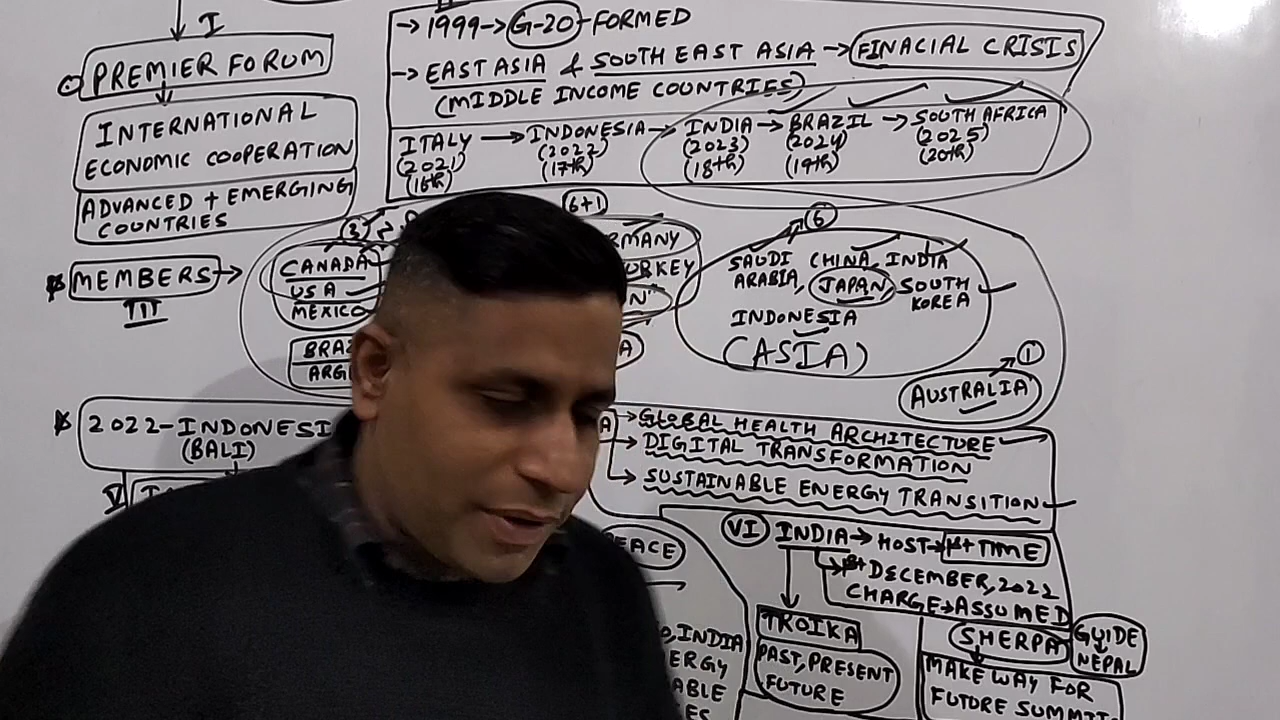 I
PREMIER FORUM
INTERNATIONAL
ECONOMIC COOPERATION
ADVANCED + EMERGING
COUNTRIES
→ 1999 → G-20 - FORMED
→ EAST ASIA & SOUTH EAST ASIA → FINACIAL CRISIS
(MIDDLE INCOME COUNTRIES)
ITALY → INDONESIA → INDIA → BRAZIL → SOUTH AFRICA
(2021) (2022) (2023) (2024) (2025)
(16th) (17th) (18th) (19th) (20th)
MEMBERS →
III
3
CANADA
USA
MEXICO
6+1
6
SAUDI CHINA, INDIA
ARABIA, JAPAN, SOUTH
KOREA
INDONESIA
(ASIA)
1
AUSTRALIA
2022-
(BALI)
V
→ GLOBAL HEALTH ARCHITECTURE
→ DIGITAL TRANSFORMATION
→ SUSTAINABLE ENERGY TRANSITION
VI INDIA → HOST → 1st TIME
1st DECEMBER, 2022
CHARGE → ASSUMED
TROIKA
PAST, PRESENT
FUTURE
SHERPA
GUIDE
NEPAL
MAKE WAY FOR
FUTURE
INDIA